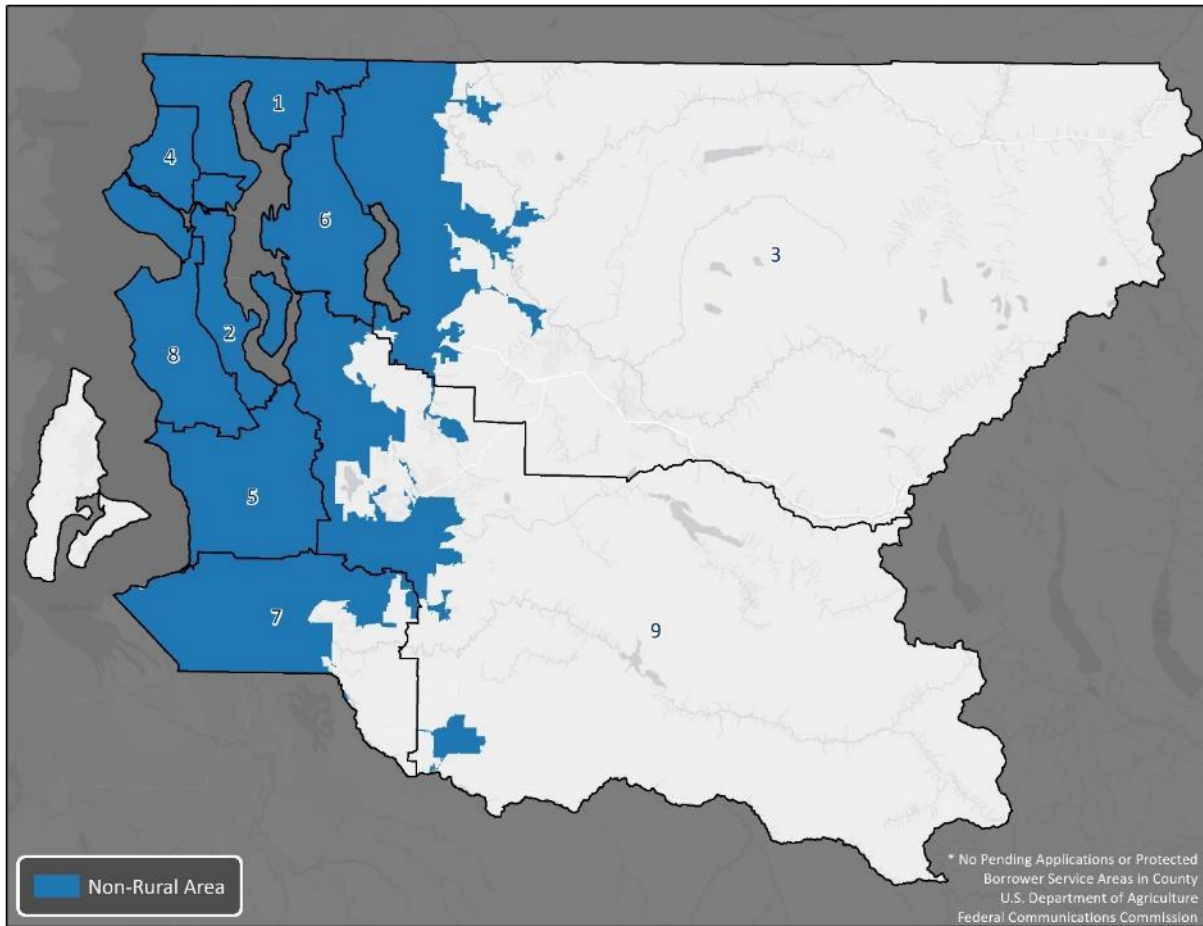 1
4
6
3
2
8
5
9
7
Non-Rural Area
* No Pending Applications or Protected
Borrower Service Areas in County
U.S. Department of Agriculture
Federal Communications Commission